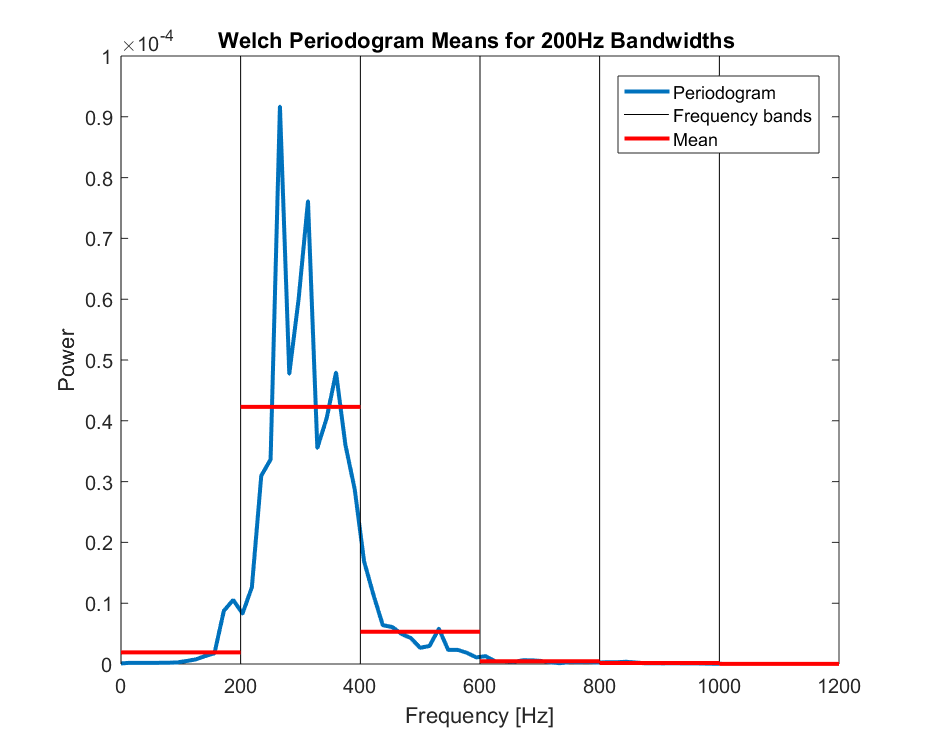 Welch Periodogram Means for 200Hz Bandwidths
×10⁻⁴
1
0.9
0.8
0.7
0.6
0.5
0.4
0.3
0.2
0.1
0
Power
Periodogram
Frequency bands
Mean
0 200 400 600 800 1000 1200
Frequency [Hz]